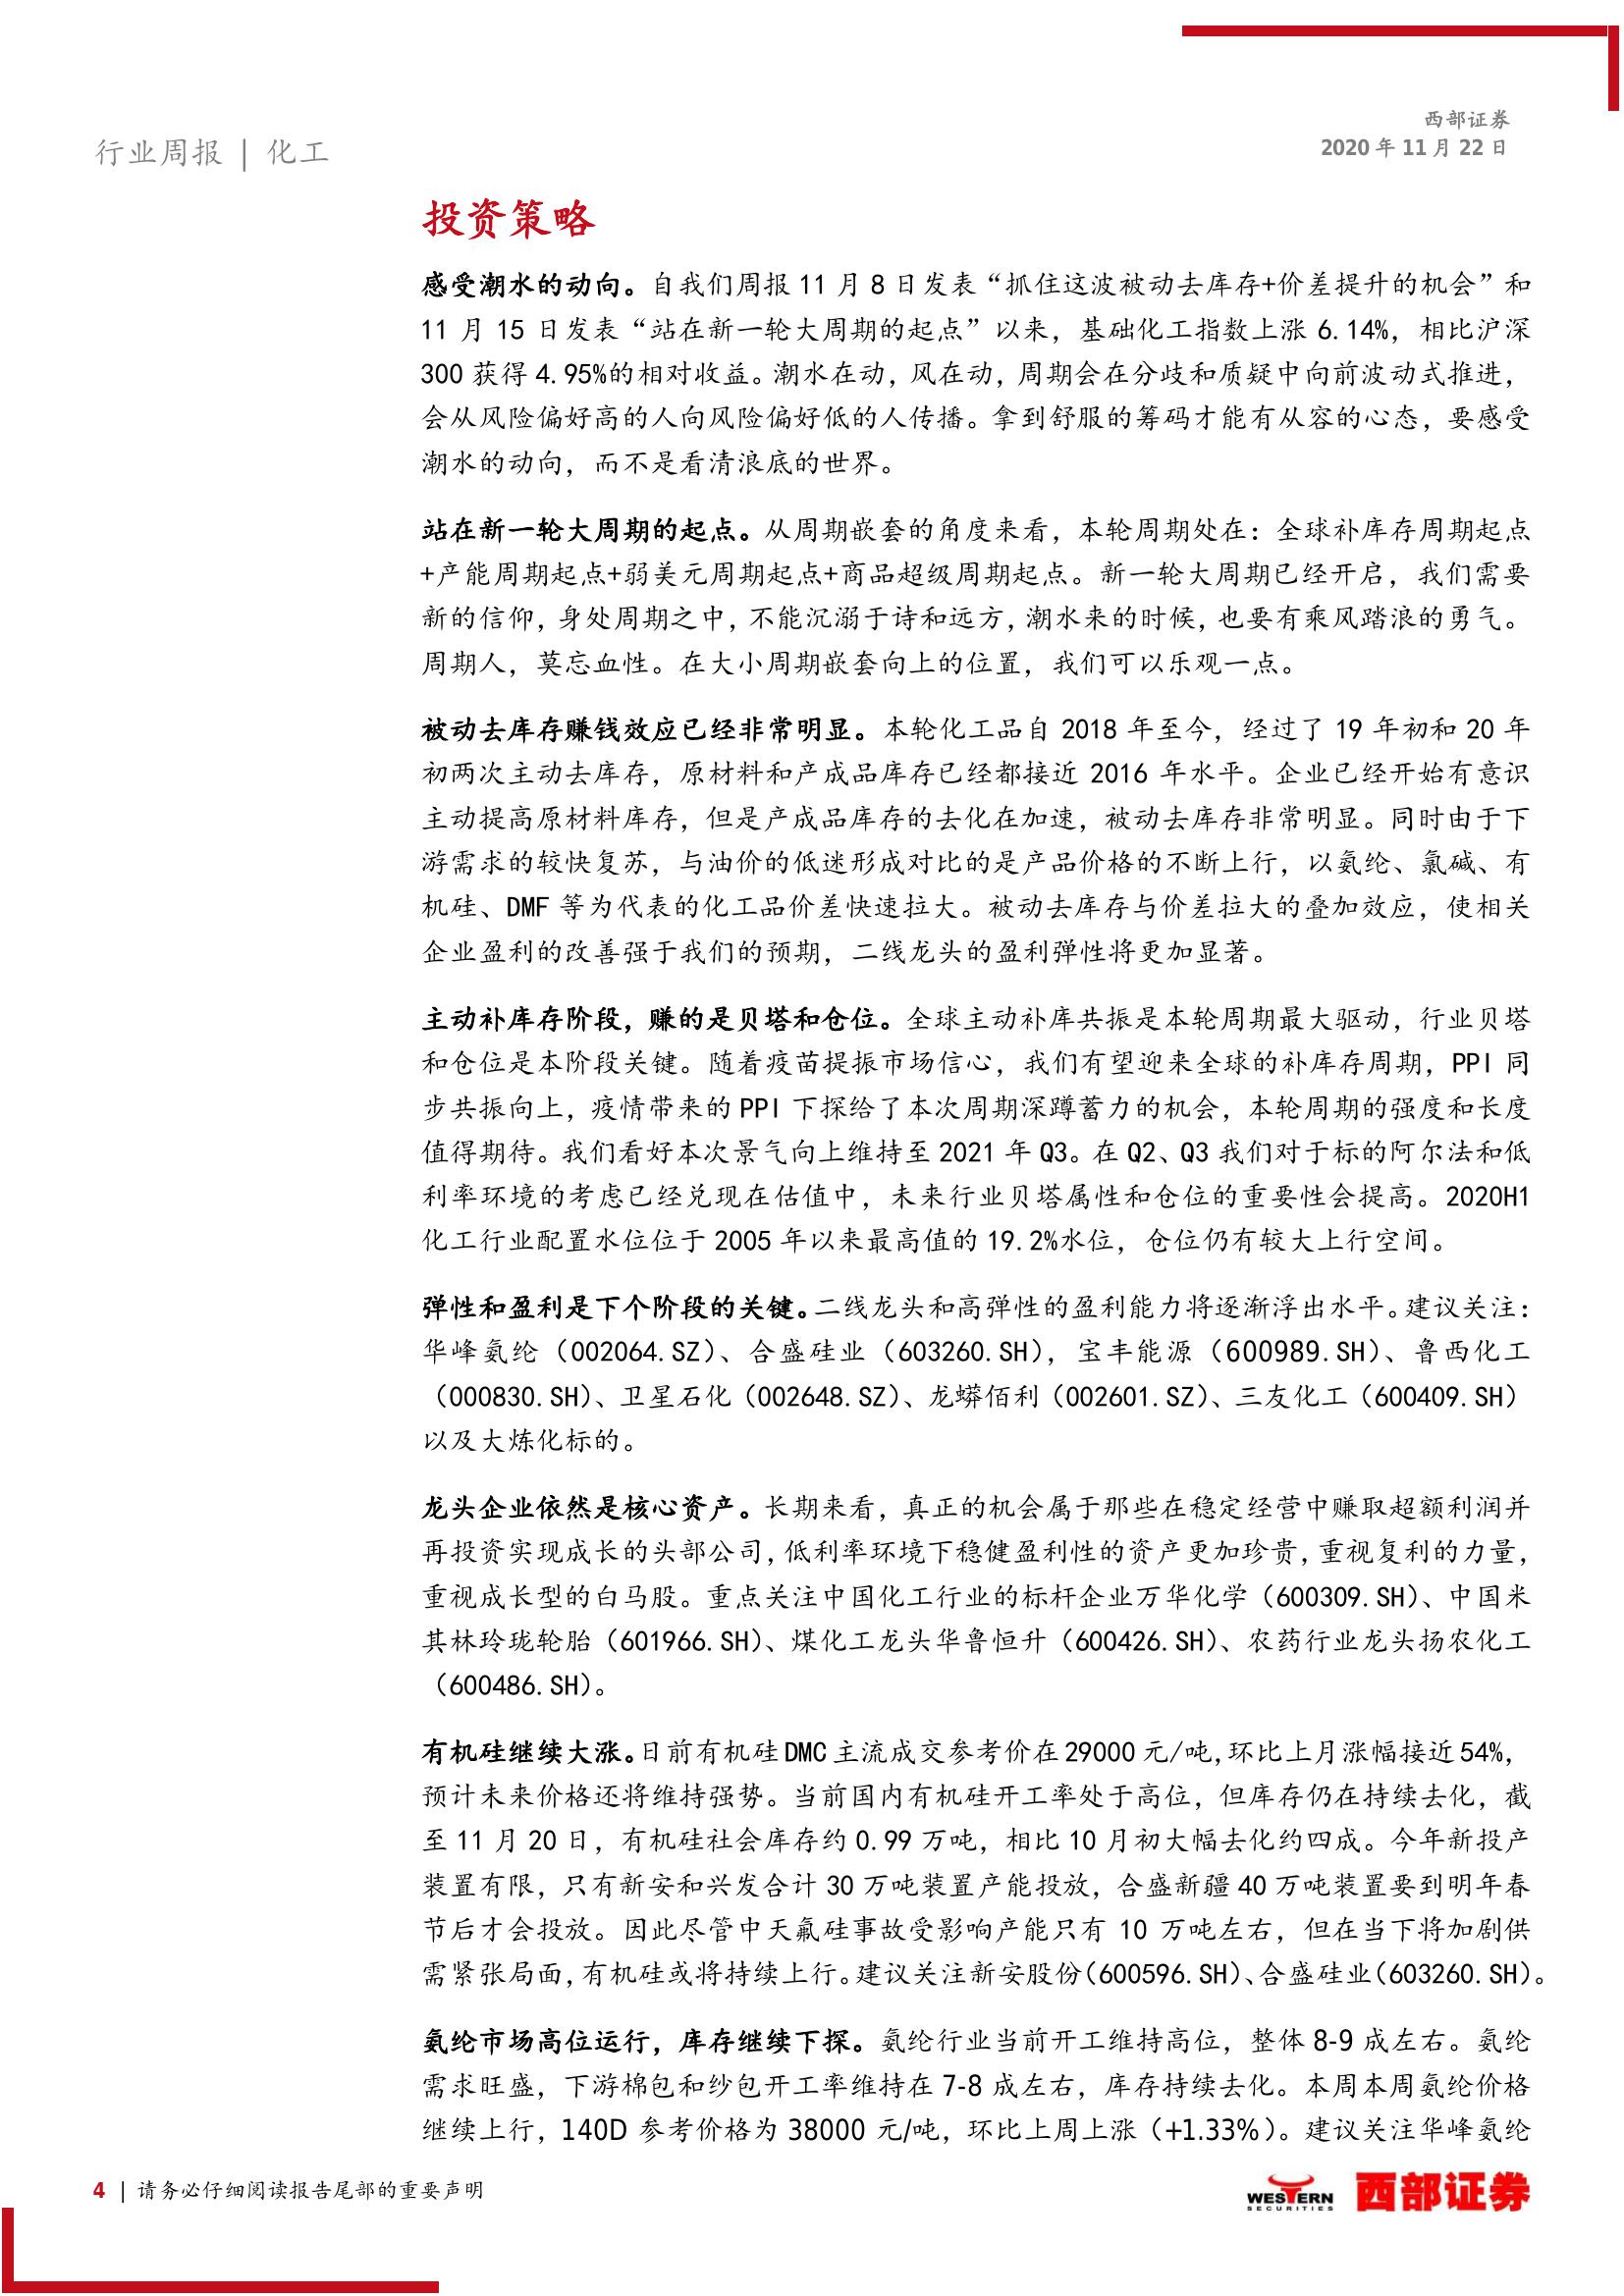 西部证券
2020 年 11 月 22 日
行业周报 | 化工
投资策略
感受潮水的动向。自我们周报 11 月 8 日发表“抓住这波被动去库存+价差提升的机会”和
11 月 15 日发表“站在新一轮大周期的起点”以来，基础化工指数上涨 6.14%，相比沪深
300 获得 4.95%的相对收益。潮水在动，风在动，周期会在分歧和质疑中向前波动式推进，
会从风险偏好高的人向风险偏好低的人传播。拿到舒服的筹码才能有从容的心态，要感受
潮水的动向，而不是看清浪底的世界。
站在新一轮大周期的起点。从周期嵌套的角度来看，本轮周期处在：全球补库存周期起点
+产能周期起点+弱美元周期起点+商品超级周期起点。新一轮大周期已经开启，我们需要
新的信仰，身处周期之中，不能沉溺于诗和远方，潮水来的时候，也要有乘风踏浪的勇气。
周期人，莫忘血性。在大小周期嵌套向上的位置，我们可以乐观一点。
被动去库存赚钱效应已经非常明显。本轮化工品自 2018 年至今，经过了 19 年初和 20 年
初两次主动去库存，原材料和产成品库存已经都接近 2016 年水平。企业已经开始有意识
主动提高原材料库存，但是产成品库存的去化在加速，被动去库存非常明显。同时由于下
游需求的较快复苏，与油价的低迷形成对比的是产品价格的不断上行，以氨纶、氯碱、有
机硅、DMF 等为代表的化工品价差快速拉大。被动去库存与价差拉大的叠加效应，使相关
企业盈利的改善强于我们的预期，二线龙头的盈利弹性将更加显著。
主动补库存阶段，赚的是贝塔和仓位。全球主动补库共振是本轮周期最大驱动，行业贝塔
和仓位是本阶段关键。随着疫苗提振市场信心，我们有望迎来全球的补库存周期，PPI 同
步共振向上，疫情带来的 PPI 下探给了本次周期深蹲蓄力的机会，本轮周期的强度和长度
值得期待。我们看好本次景气向上维持至 2021 年 Q3。在 Q2、Q3 我们对于标的阿尔法和低
利率环境的考虑已经兑现在估值中，未来行业贝塔属性和仓位的重要性会提高。2020H1
化工行业配置水位位于 2005 年以来最高值的 19.2%水位，仓位仍有较大上行空间。
弹性和盈利是下个阶段的关键。二线龙头和高弹性的盈利能力将逐渐浮出水平。建议关注：
华峰氨纶（002064.SZ）、合盛硅业（603260.SH），宝丰能源（600989.SH）、鲁西化工
（000830.SH）、卫星石化（002648.SZ）、龙蟒佰利（002601.SZ）、三友化工（600409.SH）
以及大炼化标的。
龙头企业依然是核心资产。长期来看，真正的机会属于那些在稳定经营中赚取超额利润并
再投资实现成长的头部公司，低利率环境下稳健盈利性的资产更加珍贵，重视复利的力量，
重视成长型的白马股。重点关注中国化工行业的标杆企业万华化学（600309.SH）、中国米
其林玲珑轮胎（601966.SH）、煤化工龙头华鲁恒升（600426.SH）、农药行业龙头扬农化工
（600486.SH）。
有机硅继续大涨。日前有机硅 DMC 主流成交参考价在 29000 元/吨，环比上月涨幅接近 54%，
预计未来价格还将维持强势。当前国内有机硅开工率处于高位，但库存仍在持续去化，截
至 11 月 20 日，有机硅社会库存约 0.99 万吨，相比 10 月初大幅去化约四成。今年新投产
装置有限，只有新安和兴发合计 30 万吨装置产能投放，合盛新疆 40 万吨装置要到明年春
节后才会投放。因此尽管中天氟硅事故受影响产能只有 10 万吨左右，但在当下将加剧供
需紧张局面，有机硅或将持续上行。建议关注新安股份（600596.SH）、合盛硅业（603260.SH）。
氨纶市场高位运行，库存继续下探。氨纶行业当前开工维持高位，整体 8-9 成左右。氨纶
需求旺盛，下游棉包和纱包开工率维持在 7-8 成左右，库存持续去化。本周本周氨纶价格
继续上行，140D 参考价格为 38000 元/吨，环比上周上涨（+1.33%）。建议关注华峰氨纶
4 | 请务必仔细阅读报告尾部的重要声明
WESTERN
SECURITIES
西部证券